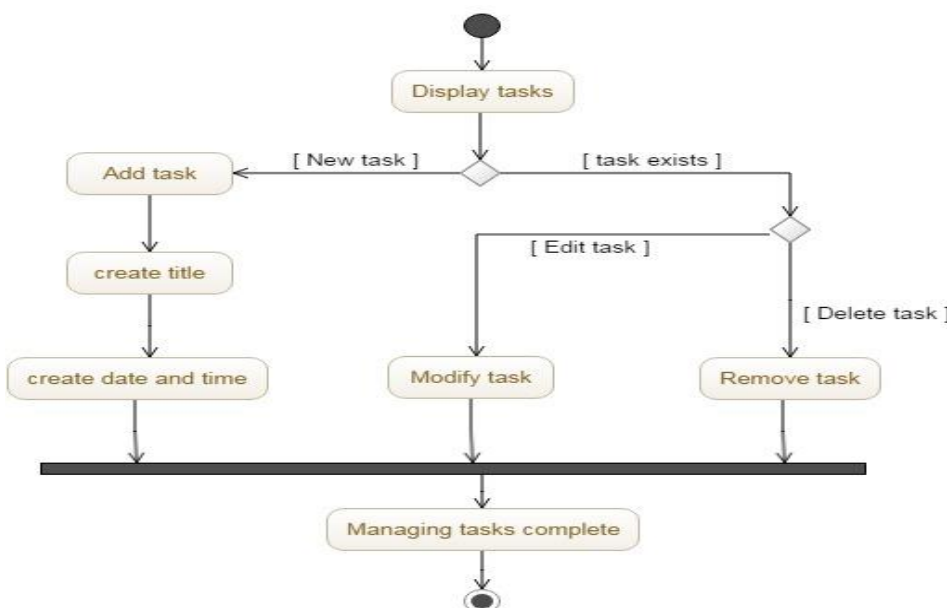 Display tasks
[ New task ]
[ task exists ]
Add task
[ Edit task ]
create title
[ Delete task ]
create date and time
Modify task
Remove task
Managing tasks complete